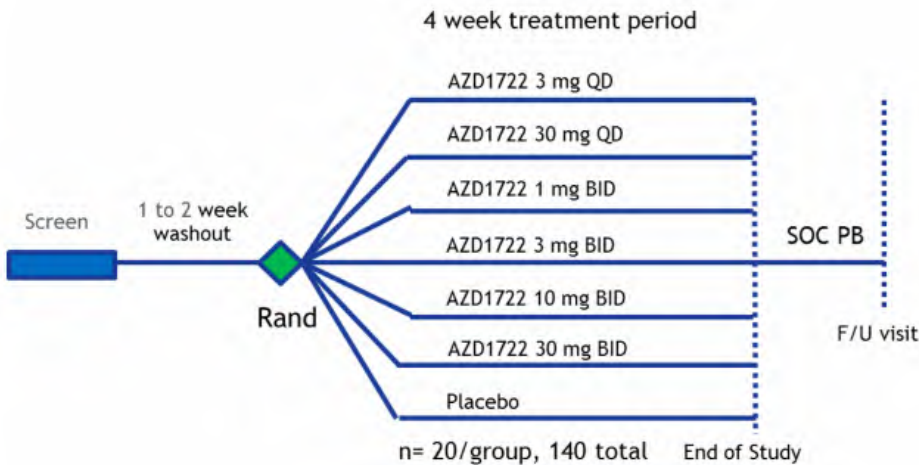 4 week treatment period
AZD1722 3 mg QD
AZD1722 30 mg QD
AZD1722 1 mg BID
Screen
1 to 2 week
washout
AZD1722 3 mg BID
SOC PB
Rand
AZD1722 10 mg BID
AZD1722 30 mg BID
F/U visit
Placebo
n= 20/group, 140 total
End of Study